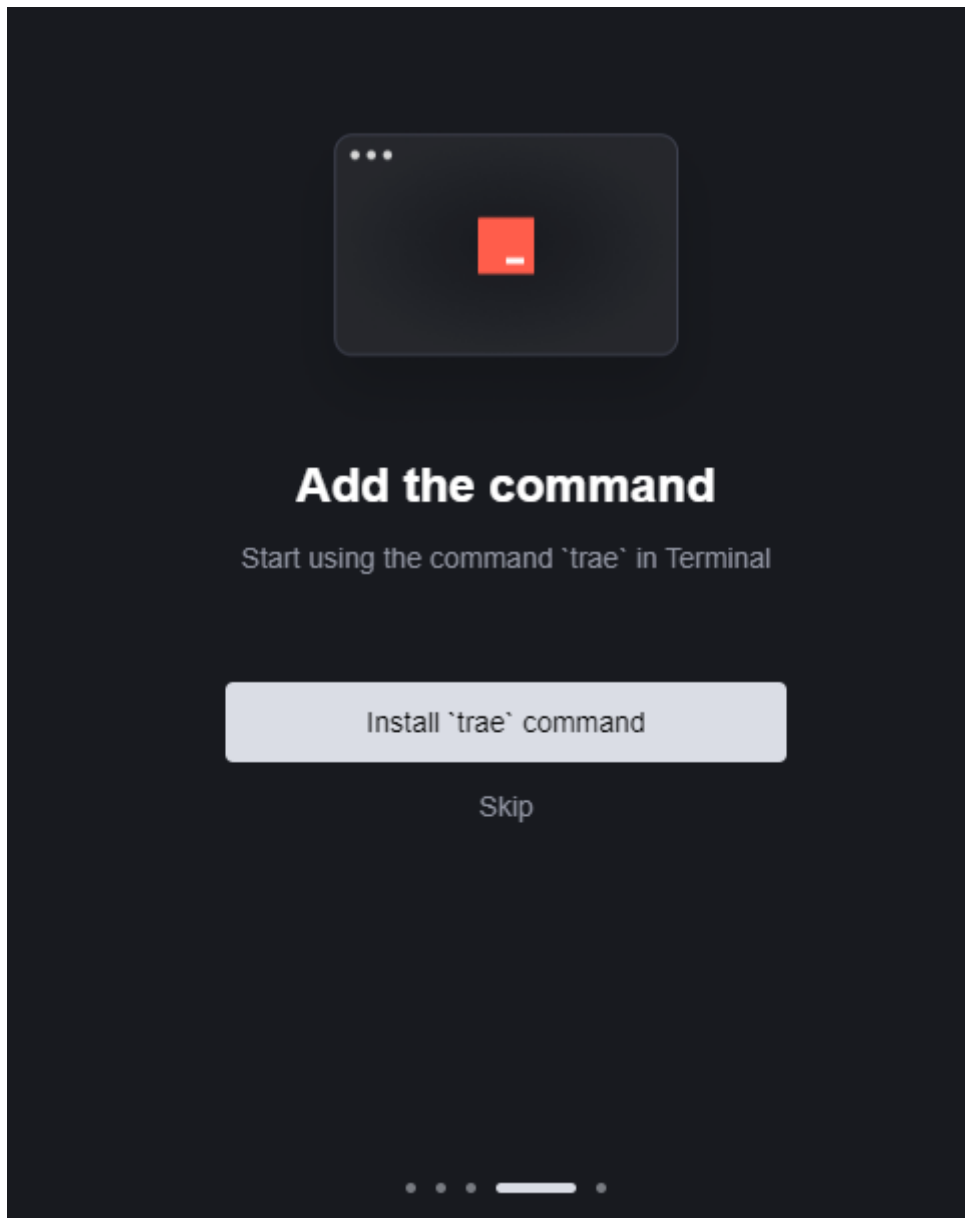 Add the command
Start using the command `trae` in Terminal
Install `trae` command
Skip